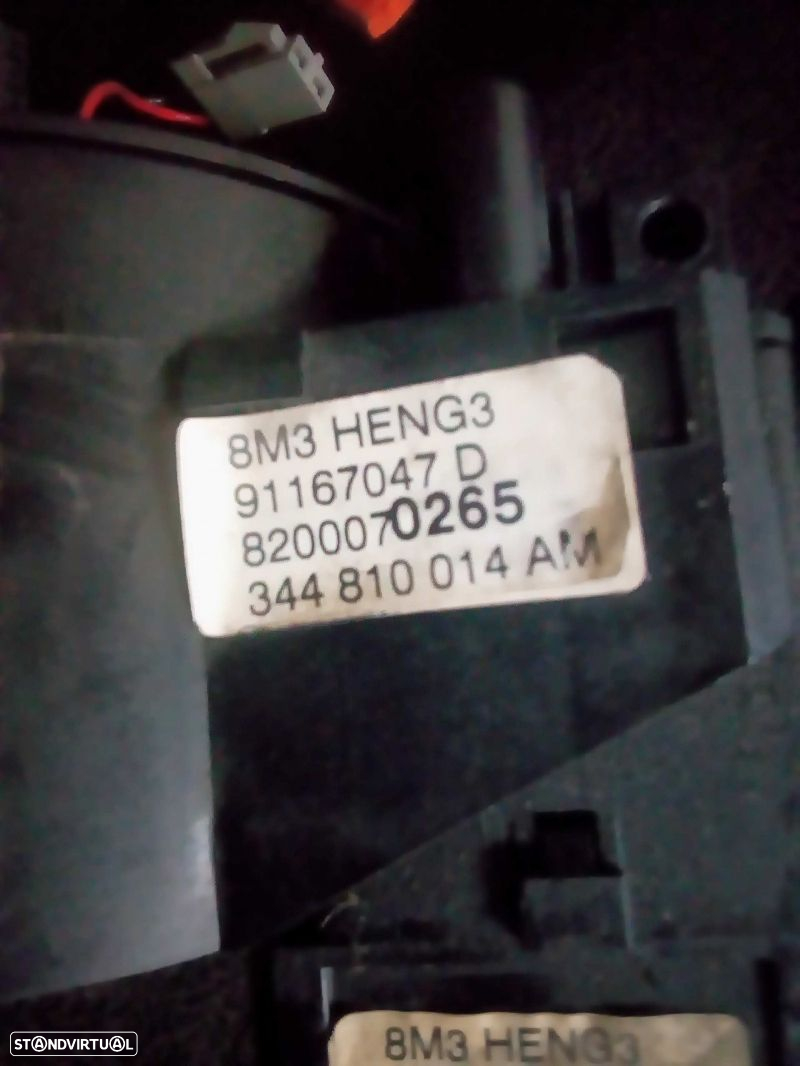 8M3 HENG3
91167047 D
8200070265
344 810 014 AM
8M3 HENG3
STANDVIRTUAL